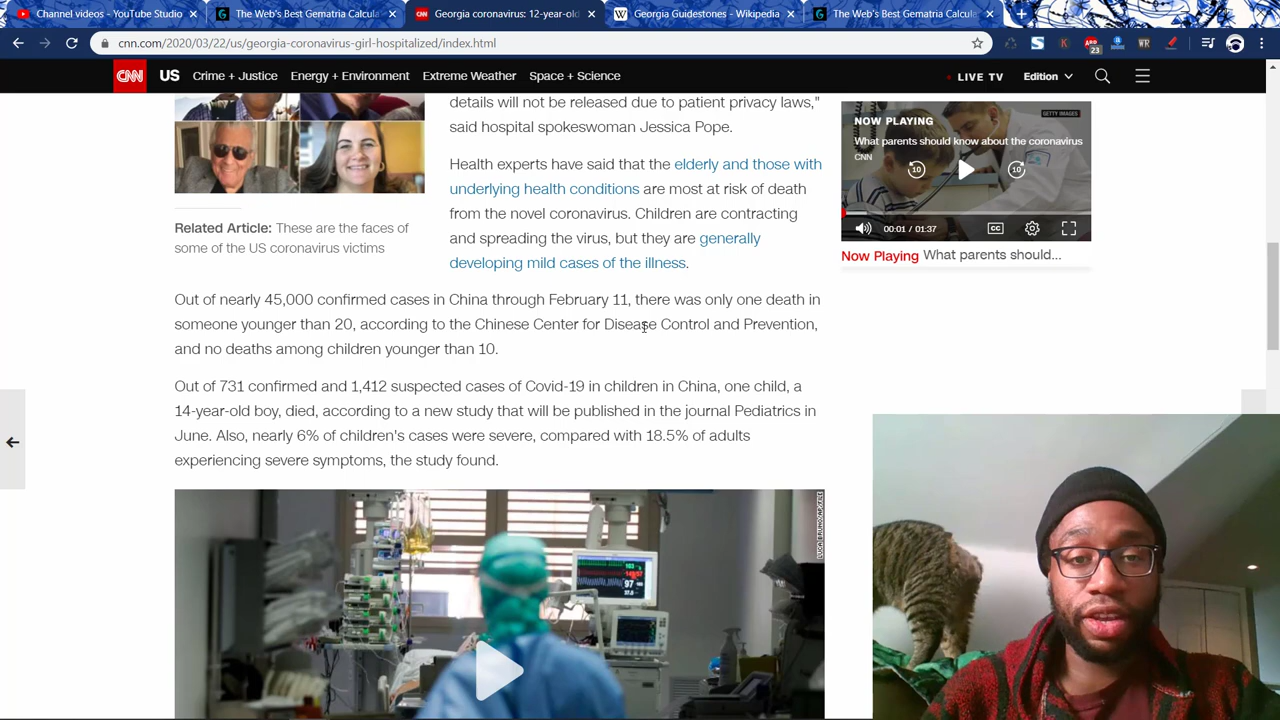 Channel videos - YouTube Studio
The Web's Best Gematria Calcula
Georgia coronavirus: 12-year-old
Georgia Guidestones - Wikipedia
The Web's Best Gematria Calcula
cnn.com/2020/03/22/us/georgia-coronavirus-girl-hospitalized/index.html
23
WR
CNN US Crime + Justice Energy + Environment Extreme Weather Space + Science LIVE TV Edition
details will not be released due to patient privacy laws,"
said hospital spokeswoman Jessica Pope.
Health experts have said that the elderly and those with
underlying health conditions are most at risk of death
from the novel coronavirus. Children are contracting
and spreading the virus, but they are generally
developing mild cases of the illness.
Related Article: These are the faces of
some of the US coronavirus victims
Out of nearly 45,000 confirmed cases in China through February 11, there was only one death in
someone younger than 20, according to the Chinese Center for Disease Control and Prevention,
and no deaths among children younger than 10.
Out of 731 confirmed and 1,412 suspected cases of Covid-19 in children in China, one child, a
14-year-old boy, died, according to a new study that will be published in the journal Pediatrics in
June. Also, nearly 6% of children's cases were severe, compared with 18.5% of adults
experiencing severe symptoms, the study found.
GETTY IMAGES
NOW PLAYING
What parents should know about the coronavirus
CNN
10
10
00:01 / 01:37
CC
Now Playing What parents should...
97